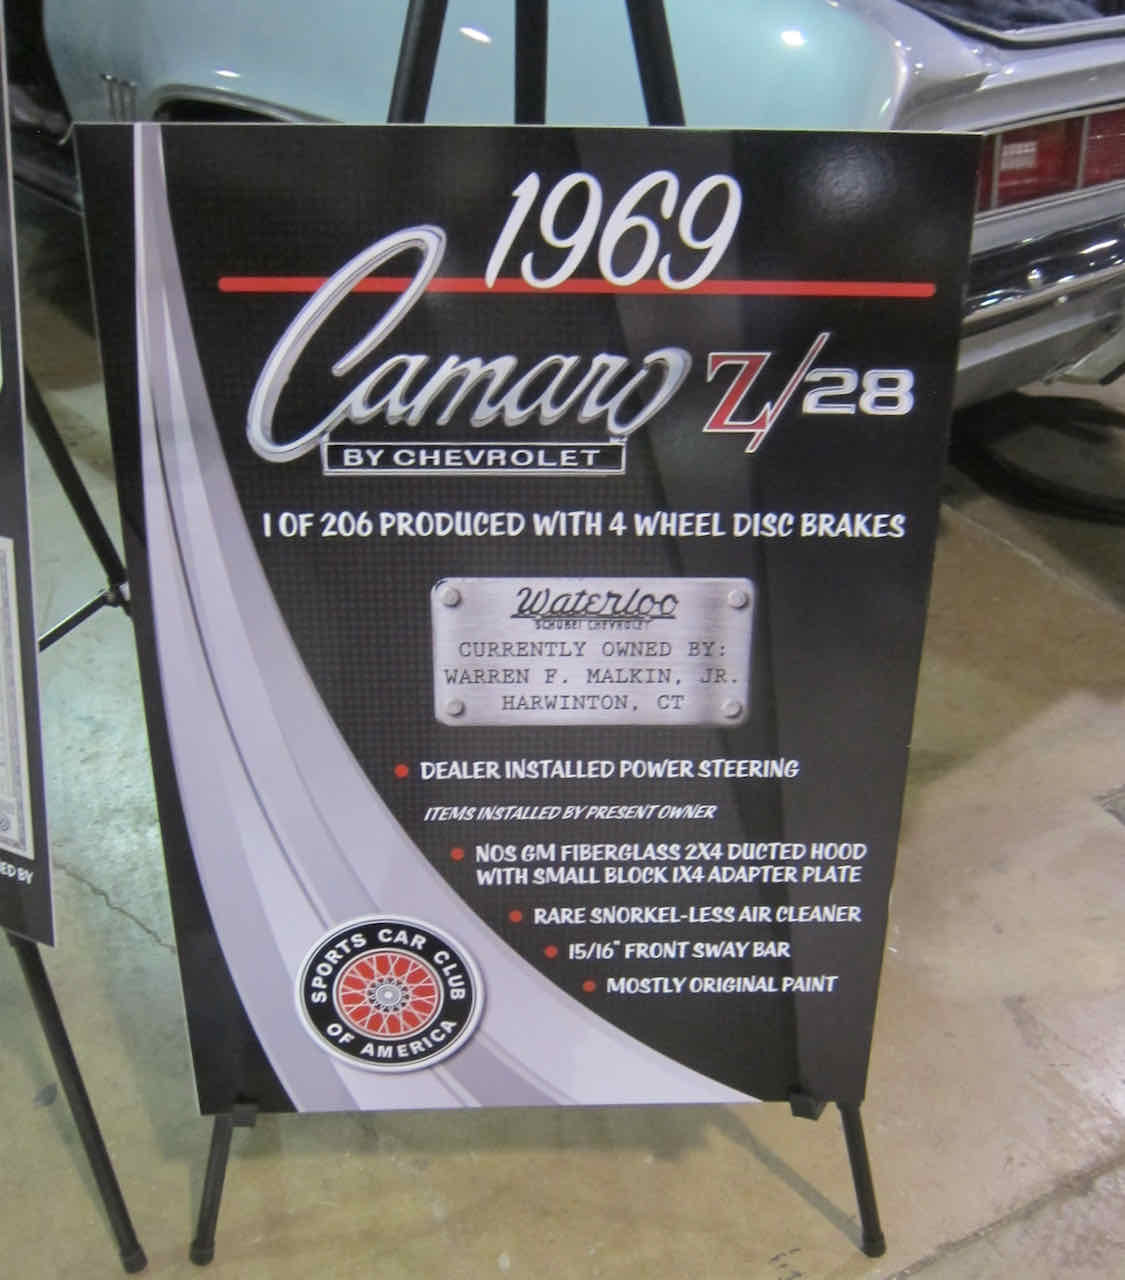 1969
Camaro Z/28
BY CHEVROLET
1 OF 206 PRODUCED WITH 4 WHEEL DISC BRAKES
Waterloo
CHEVROLET
CURRENTLY OWNED BY:
WARREN F. MALKIN, JR.
HARWINTON, CT
DEALER INSTALLED POWER STEERING
ITEMS INSTALLED BY PRESENT OWNER
NOS GM FIBERGLASS 2X4 DUCTED HOOD
WITH SMALL BLOCK 1X4 ADAPTER PLATE
RARE SNORKEL-LESS AIR CLEANER
15/16" FRONT SWAY BAR
MOSTLY ORIGINAL PAINT
SPORTS CAR CLUB
OF AMERICA
ED BY